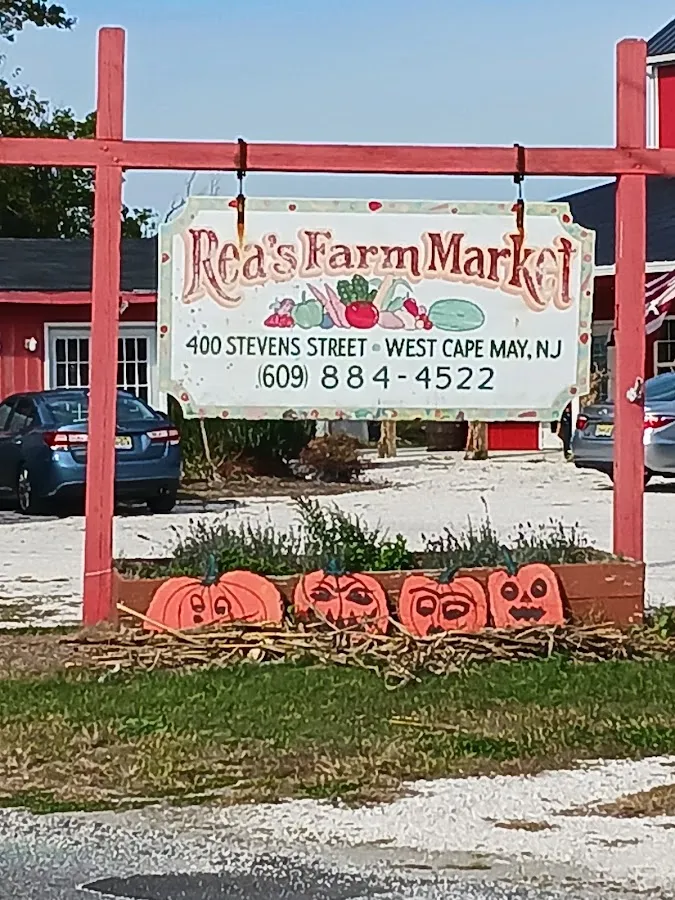 Rea's Farm Market
400 STEVENS STREET • WEST CAPE MAY, NJ
(609) 884-4522